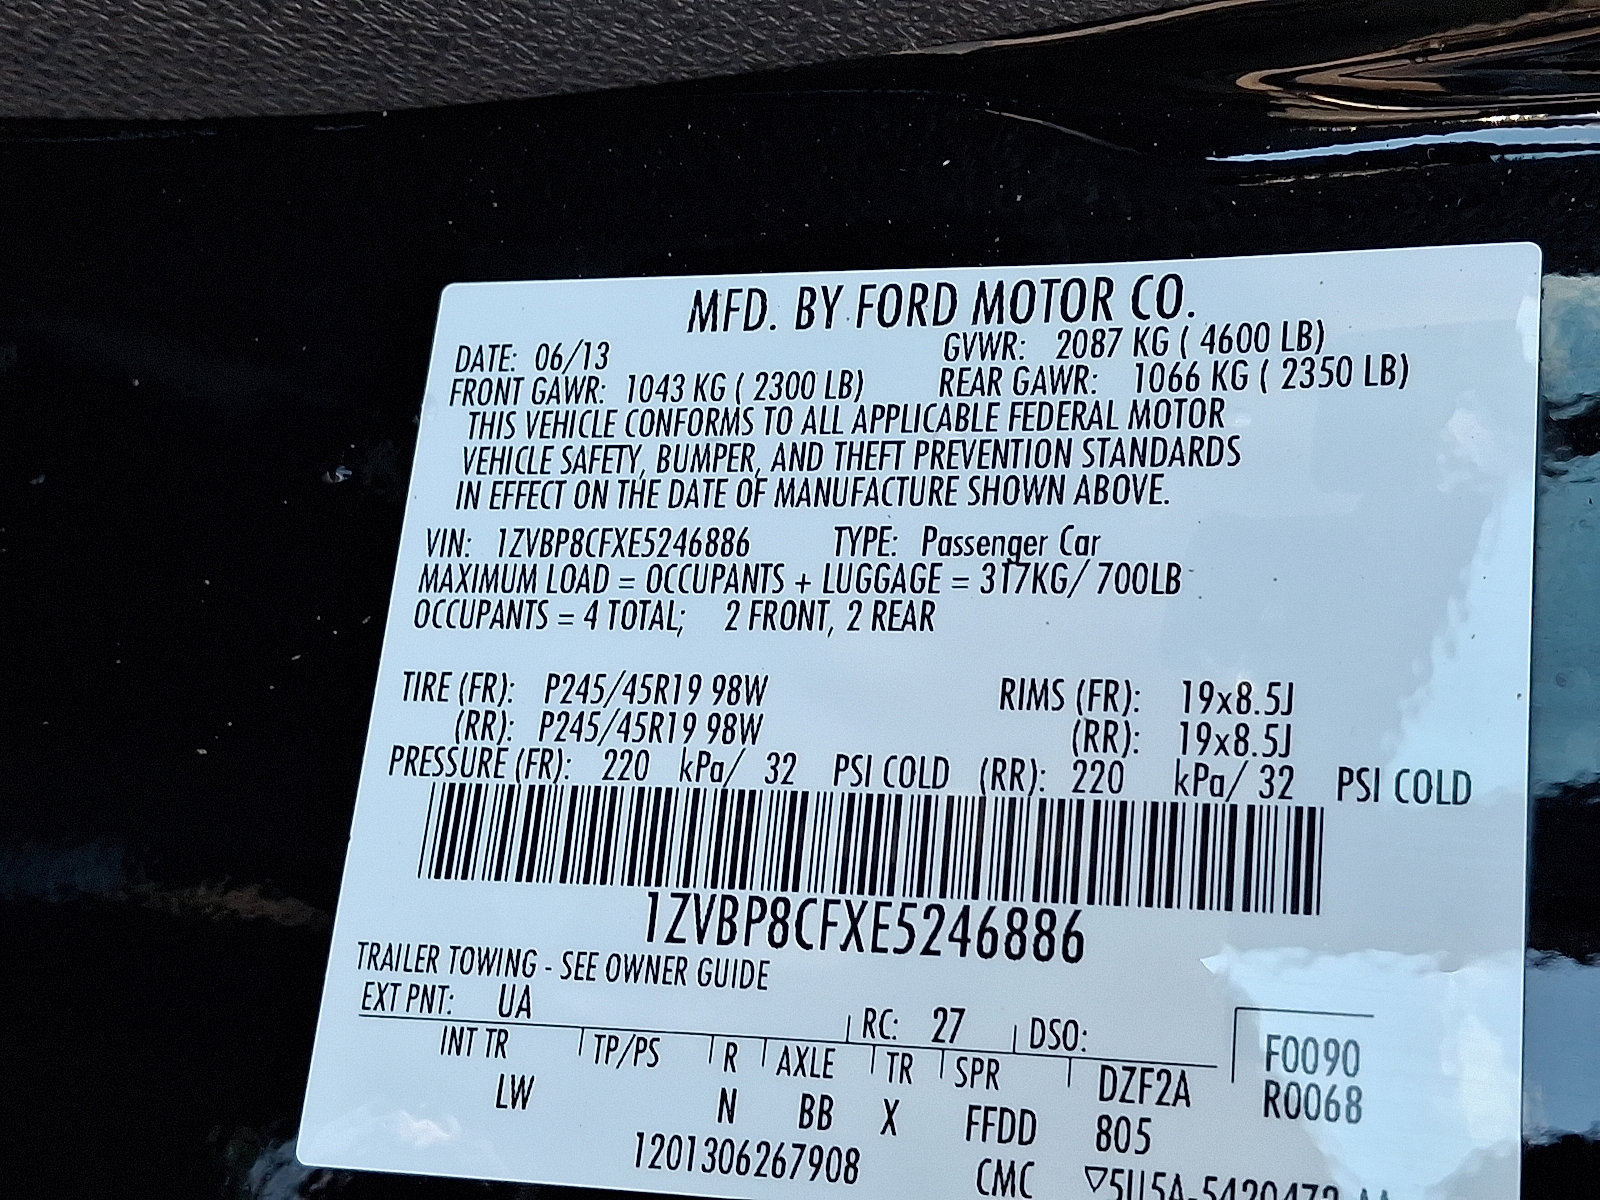 MFD. BY FORD MOTOR CO.
DATE: 06/13 GVWR: 2087 KG ( 4600 LB)
FRONT GAWR: 1043 KG ( 2300 LB) REAR GAWR: 1066 KG ( 2350 LB)
THIS VEHICLE CONFORMS TO ALL APPLICABLE FEDERAL MOTOR
VEHICLE SAFETY, BUMPER, AND THEFT PREVENTION STANDARDS
IN EFFECT ON THE DATE OF MANUFACTURE SHOWN ABOVE.
VIN: 1ZVBP8CFXE5246886 TYPE: Passenger Car
MAXIMUM LOAD = OCCUPANTS + LUGGAGE = 317KG/ 700LB
OCCUPANTS = 4 TOTAL; 2 FRONT, 2 REAR
TIRE (FR): P245/45R19 98W RIMS (FR): 19x8.5J
(RR): P245/45R19 98W (RR): 19x8.5J
PRESSURE (FR): 220 kPa/ 32 PSI COLD (RR): 220 kPa/ 32 PSI COLD
1ZVBP8CFXE5246886
TRAILER TOWING - SEE OWNER GUIDE
EXT PNT: UA RC: 27 DSO: F0090
INT TR TP/PS R AXLE TR SPR DZF2A R0068
LW N BB X FFDD 805
1201306267908 CMC